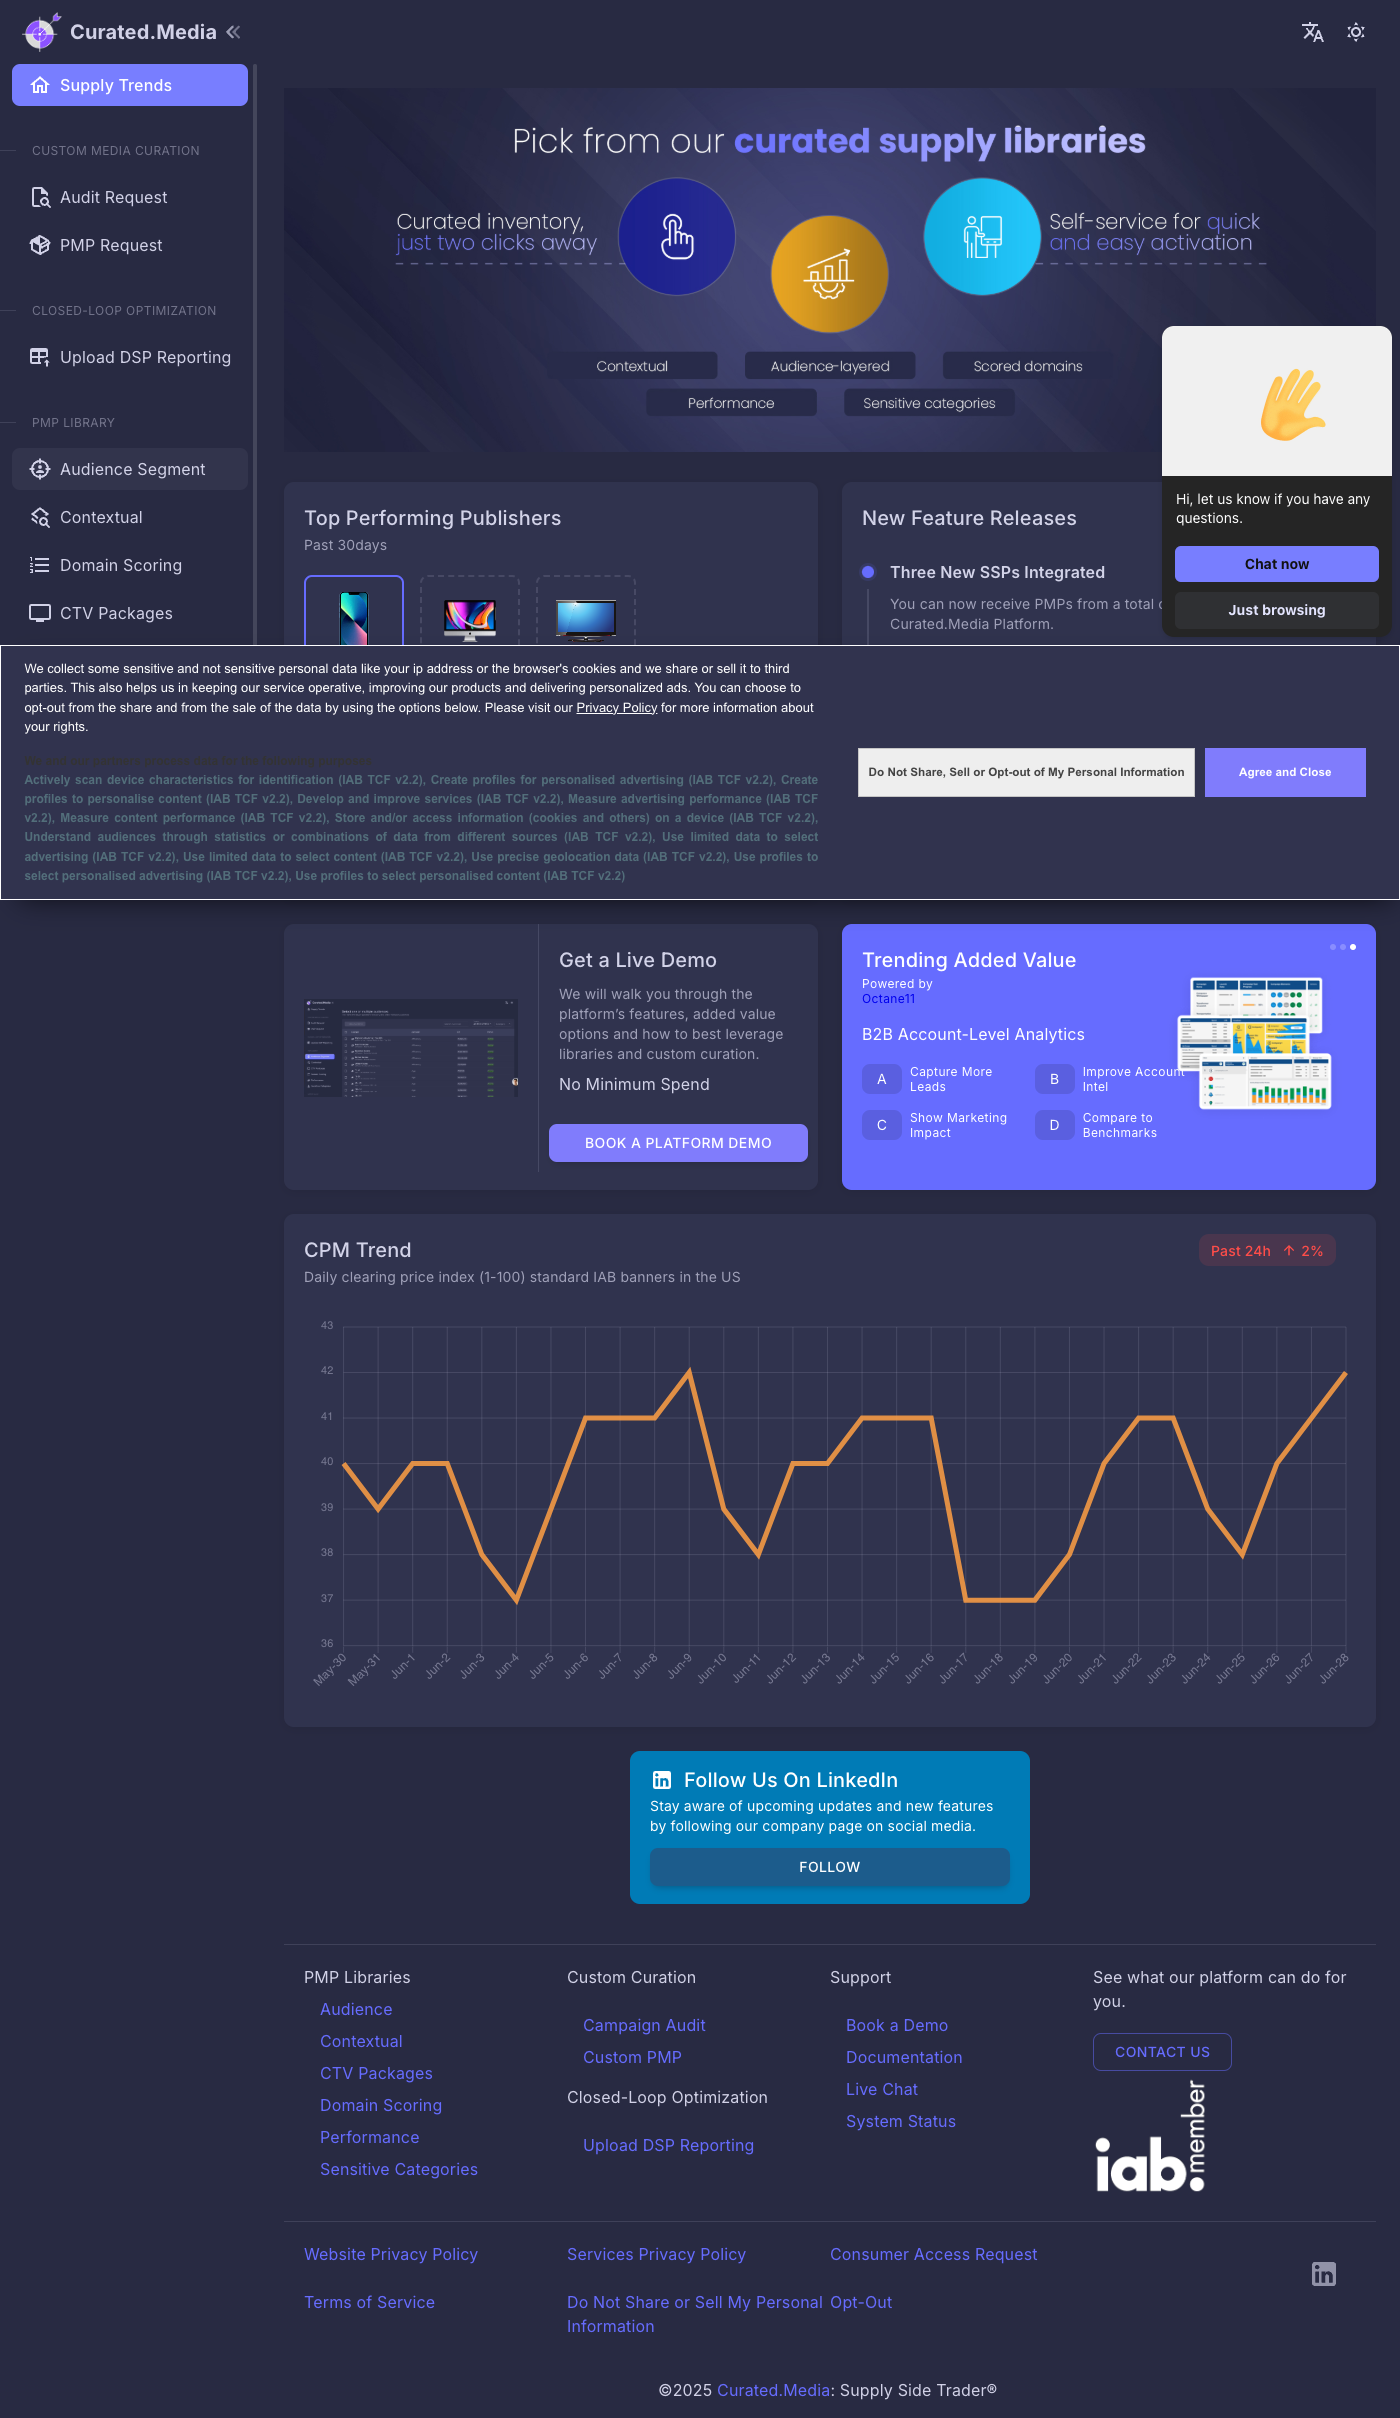 Curated.Media
Supply Trends
CUSTOM MEDIA CURATION
Audit Request
PMP Request
CLOSED-LOOP OPTIMIZATION
Upload DSP Reporting
PMP LIBRARY
Audience Segment
Contextual
Domain Scoring
CTV Packages
Pick from our curated supply libraries
Curated inventory,
just two clicks away
Self-service for quick
and easy activation
Contextual
Audience-layered
Scored domains
Performance
Sensitive categories
Hi, let us know if you have any
questions.
Chat now
Just browsing
Top Performing Publishers
Past 30days
New Feature Releases
Three New SSPs Integrated
You can now receive PMPs from a total
Curated.Media Platform.
We collect some sensitive and not sensitive personal data like your ip address or the browser's cookies and we share or sell it to third
parties. This also helps us in keeping our service operative, improving our products and delivering personalized ads. You can choose to
opt-out from the share and from the sale of the data by using the options below. Please visit our Privacy Policy for more information about
your rights.
Actively scan device characteristics for identification (IAB TCF v2.2), Create profiles for personalised advertising (IAB TCF v2.2), Create
profiles to personalise content (IAB TCF v2.2), Develop and improve services (IAB TCF v2.2), Measure advertising performance (IAB TCF
v2.2), Measure content performance (IAB TCF v2.2), Store and/or access information (cookies and others) on a device (IAB TCF v2.2),
Understand audiences through statistics or combinations of data from different sources (IAB TCF v2.2), Use limited data to select
advertising (IAB TCF v2.2), Use limited data to select content (IAB TCF v2.2), Use precise geolocation data (IAB TCF v2.2), Use profiles to
select personalised advertising (IAB TCF v2.2), Use profiles to select personalised content (IAB TCF v2.2)
Do Not Share, Sell or Opt-out of My Personal Information
Agree and Close
Get a Live Demo
We will walk you through the
platform's features, added value
options and how to best leverage
libraries and custom curation.
No Minimum Spend
BOOK A PLATFORM DEMO
Trending Added Value
Powered by
Octane11
B2B Account-Level Analytics
A
Capture More
Leads
B
Improve Account
Intel
C
Show Marketing
Impact
D
Compare to
Benchmarks
CPM Trend
Daily clearing price index (1-100) standard IAB banners in the US
Past 24h ↑ 2%
43
42
41
40
39
38
37
36
May-30
May-31
Jun-1
Jun-2
Jun-3
Jun-4
Jun-5
Jun-6
Jun-7
Jun-8
Jun-9
Jun-10
Jun-11
Jun-12
Jun-13
Jun-14
Jun-15
Jun-16
Jun-17
Jun-18
Jun-19
Jun-20
Jun-21
Jun-22
Jun-23
Jun-24
Jun-25
Jun-26
Jun-27
Jun-28
Follow Us On LinkedIn
Stay aware of upcoming updates and new features
by following our company page on social media.
FOLLOW
PMP Libraries
Audience
Contextual
CTV Packages
Domain Scoring
Performance
Sensitive Categories
Custom Curation
Campaign Audit
Custom PMP
Closed-Loop Optimization
Upload DSP Reporting
Support
Book a Demo
Documentation
Live Chat
System Status
See what our platform can do for
you.
CONTACT US
iab.
member
Website Privacy Policy
Services Privacy Policy
Consumer Access Request
Terms of Service
Do Not Share or Sell My Personal
Information
Opt-Out
©2025 Curated.Media: Supply Side Trader®